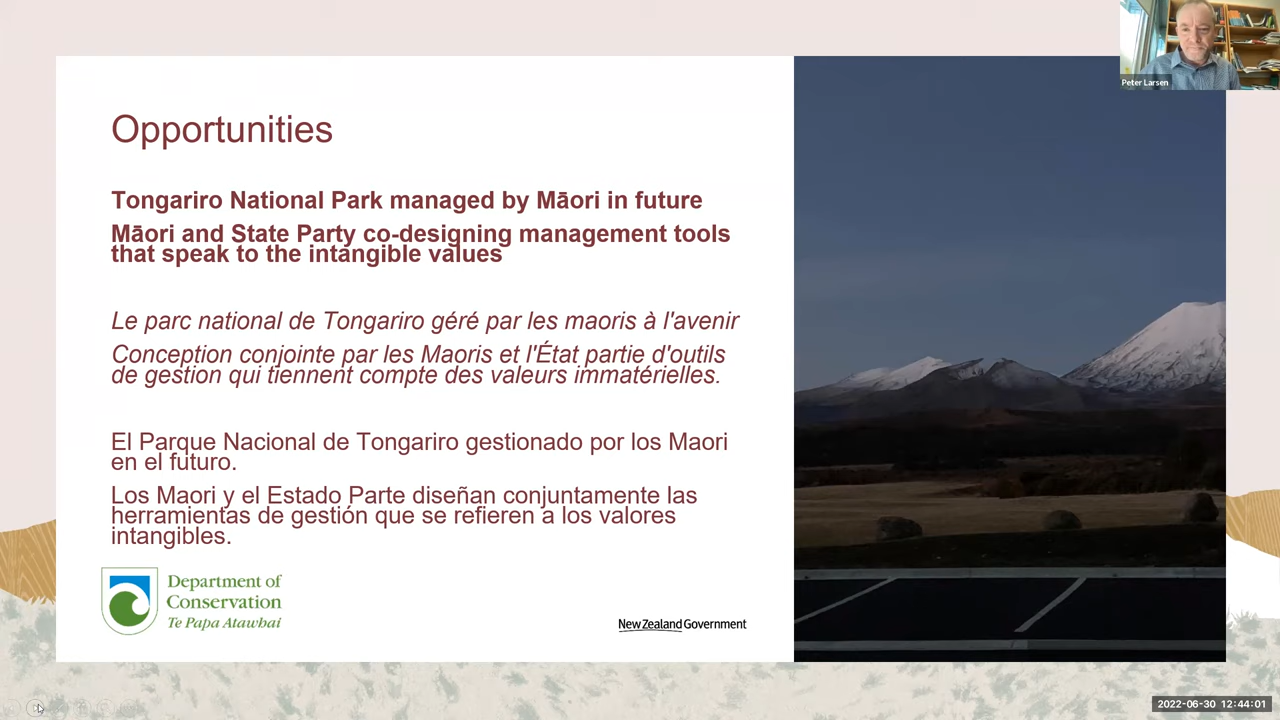 Peter Larsen
Opportunities
Tongariro National Park managed by Māori in future
Māori and State Party co-designing management tools
that speak to the intangible values
Le parc national de Tongariro géré par les maoris à l'avenir
Conception conjointe par les Maoris et l'État partie d'outils
de gestion qui tiennent compte des valeurs immatérielles.
El Parque Nacional de Tongariro gestionado por los Maori
en el futuro.
Los Maori y el Estado Parte diseñan conjuntamente las
herramientas de gestión que se refieren a los valores
intangibles.
Department of
Conservation
Te Papa Atawhai
New Zealand Government
2022-06-30 12:44:01